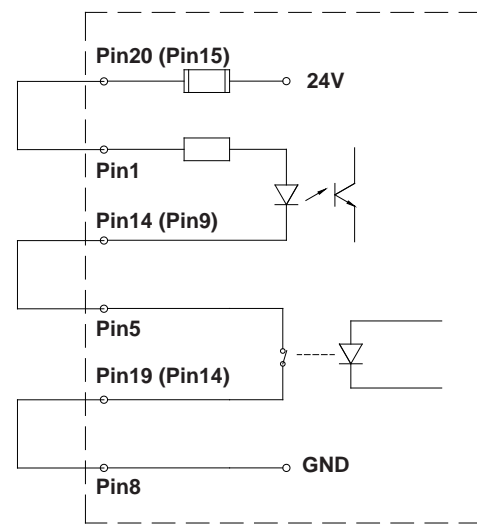 Pin20 (Pin15)
24V
Pin1
Pin14 (Pin9)
Pin5
Pin19 (Pin14)
GND
Pin8